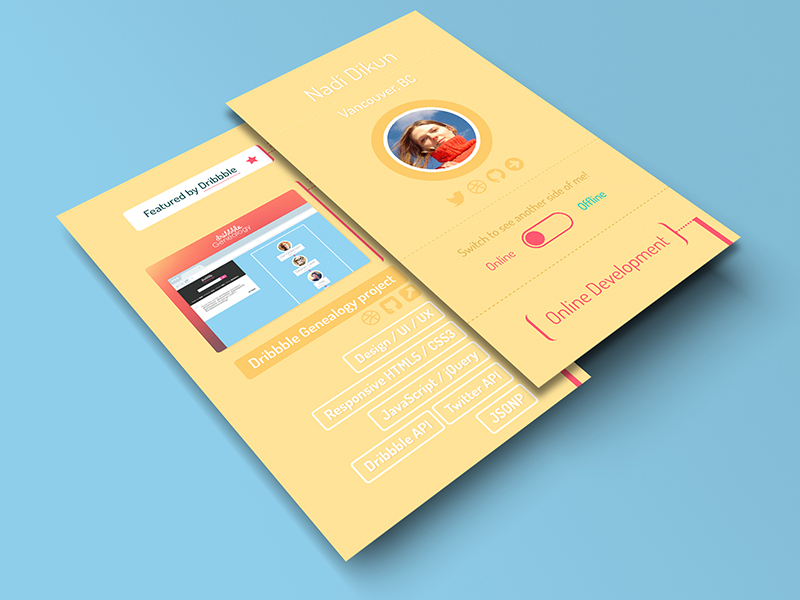 Nadi Dikun
Vancouver, BC
Switch to see another side of me!
Online
Offline
Online Development
Featured by Dribbble
dribbble
Genealogy
Dribbble Genealogy project
Design / UI / UX
Responsive HTML5 / CSS3
JavaScript / jQuery
Dribbble API
Twitter API
JSONP